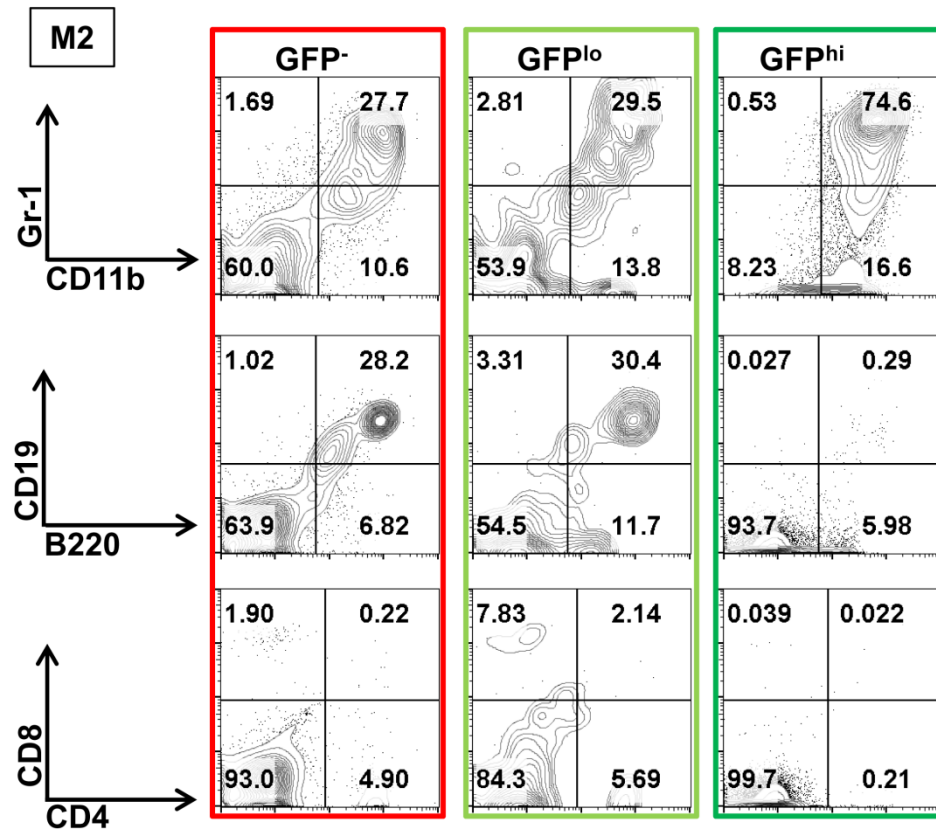 M2
GFP⁻ GFPˡᵒ GFPʰⁱ
Gr-1
CD11b
1.69 27.7
60.0 10.6
2.81 29.5
53.9 13.8
0.53 74.6
8.23 16.6
CD19
B220
1.02 28.2
63.9 6.82
3.31 30.4
54.5 11.7
0.027 0.29
93.7 5.98
CD8
CD4
1.90 0.22
93.0 4.90
7.83 2.14
84.3 5.69
0.039 0.022
99.7 0.21